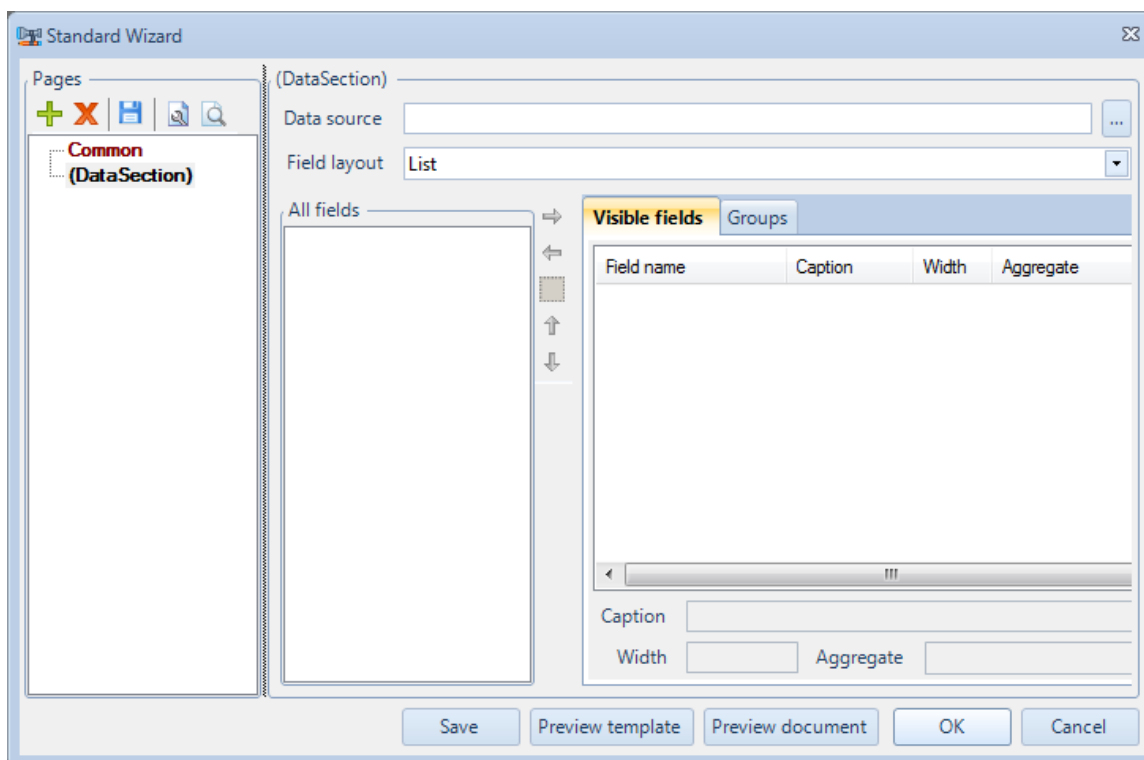 Standard Wizard
Pages
Common
(DataSection)
(DataSection)
Data source
...
Field layout List
All fields
Visible fields Groups
Field name Caption Width Aggregate
Caption
Width Aggregate
Save Preview template Preview document OK Cancel